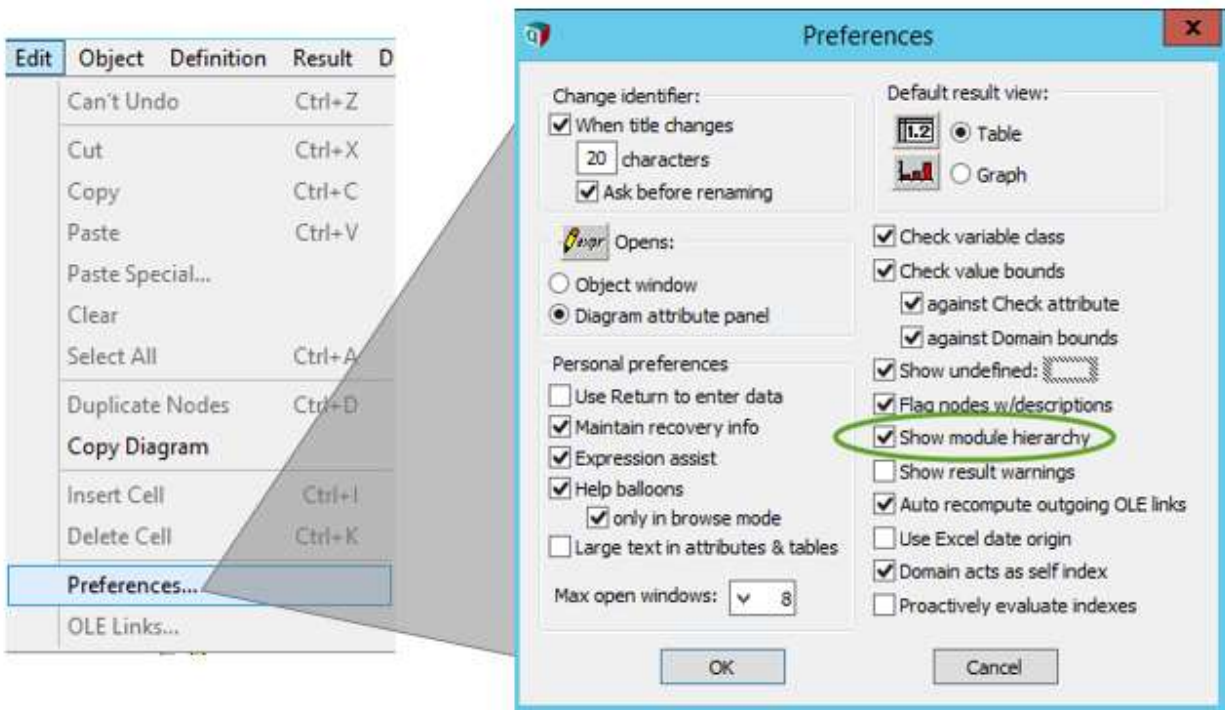 Edit Object Definition Result D
Can't Undo Ctrl+Z
Cut Ctrl+X
Copy Ctrl+C
Paste Ctrl+V
Paste Special...
Clear
Select All Ctrl+A
Duplicate Nodes Ctrl+D
Copy Diagram
Insert Cell Ctrl+I
Delete Cell Ctrl+K
Preferences...
OLE Links...
Preferences
x
Change identifier:
When title changes
20 characters
Ask before renaming
expr Opens:
Object window
Diagram attribute panel
Personal preferences
Use Return to enter data
Maintain recovery info
Expression assist
Help balloons
only in browse mode
Large text in attributes & tables
Max open windows: 8
Default result view:
1.2 Table
Graph
Check variable class
Check value bounds
against Check attribute
against Domain bounds
Show undefined:
Flag nodes w/descriptions
Show module hierarchy
Show result warnings
Auto recompute outgoing OLE links
Use Excel date origin
Domain acts as self index
Proactively evaluate indexes
OK Cancel